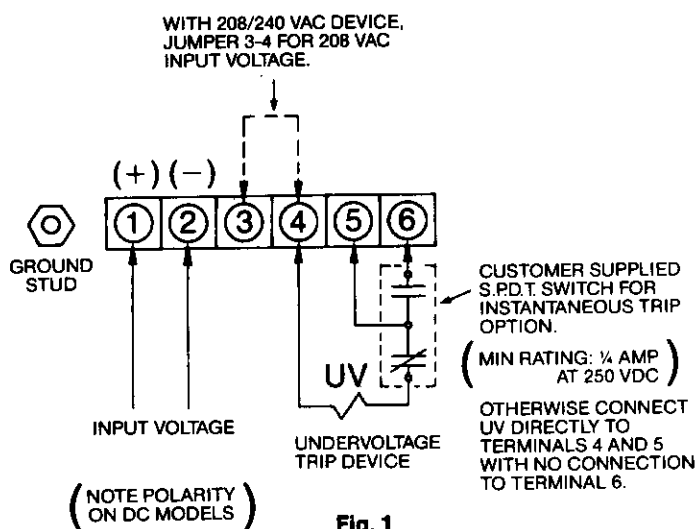 WITH 208/240 VAC DEVICE,
JUMPER 3-4 FOR 208 VAC
INPUT VOLTAGE.
(+) (−)
1 2 3 4 5 6
GROUND
STUD
CUSTOMER SUPPLIED
S.P.D.T. SWITCH FOR
INSTANTANEOUS TRIP
OPTION.
(MIN RATING: ¼ AMP
AT 250 VDC)
UV
INPUT VOLTAGE
UNDERVOLTAGE
TRIP DEVICE
OTHERWISE CONNECT
UV DIRECTLY TO
TERMINALS 4 AND 5
WITH NO CONNECTION
TO TERMINAL 6.
(NOTE POLARITY
ON DC MODELS)
Fig. 1